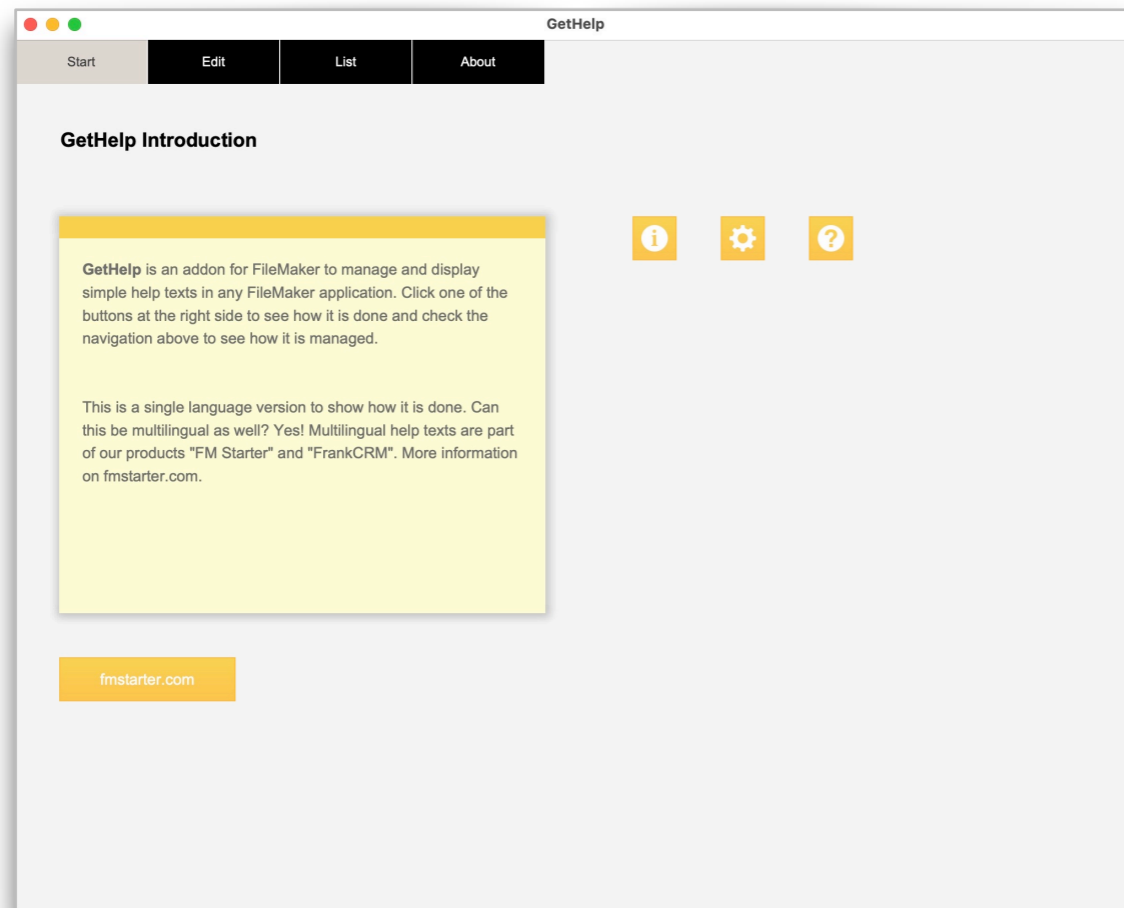 GetHelp
Start
Edit
List
About
GetHelp Introduction
GetHelp is an addon for FileMaker to manage and display
simple help texts in any FileMaker application. Click one of the
buttons at the right side to see how it is done and check the
navigation above to see how it is managed.
This is a single language version to show how it is done. Can
this be multilingual as well? Yes! Multilingual help texts are part
of our products "FM Starter" and "FrankCRM". More information
on fmstarter.com.
fmstarter.com